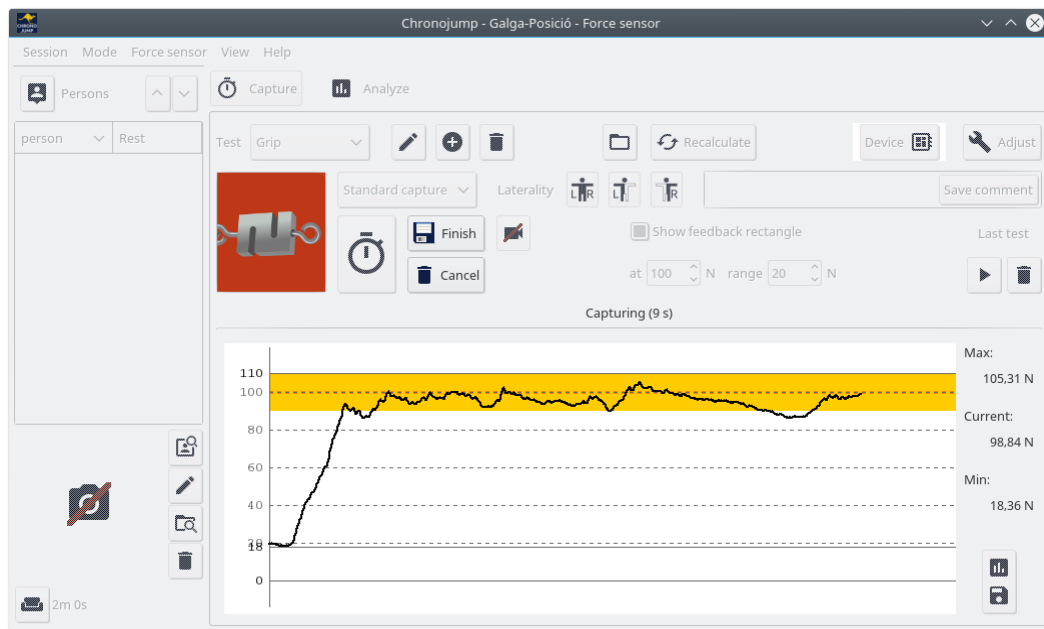 Chronojump - Galga-Posició - Force sensor
CHRONO
JUMP
Session Mode Force sensor View Help
Persons
Capture Analyze
person Rest
Test Grip Recalculate Device Adjust
Standard capture Laterality L R L R Save comment
Finish Show feedback rectangle Last test
Cancel at 100 N range 20 N
Capturing (9 s)
Max:
105,31 N
Current:
98,84 N
Min:
18,36 N
110
100
80
60
40
20
18
0
2m 0s